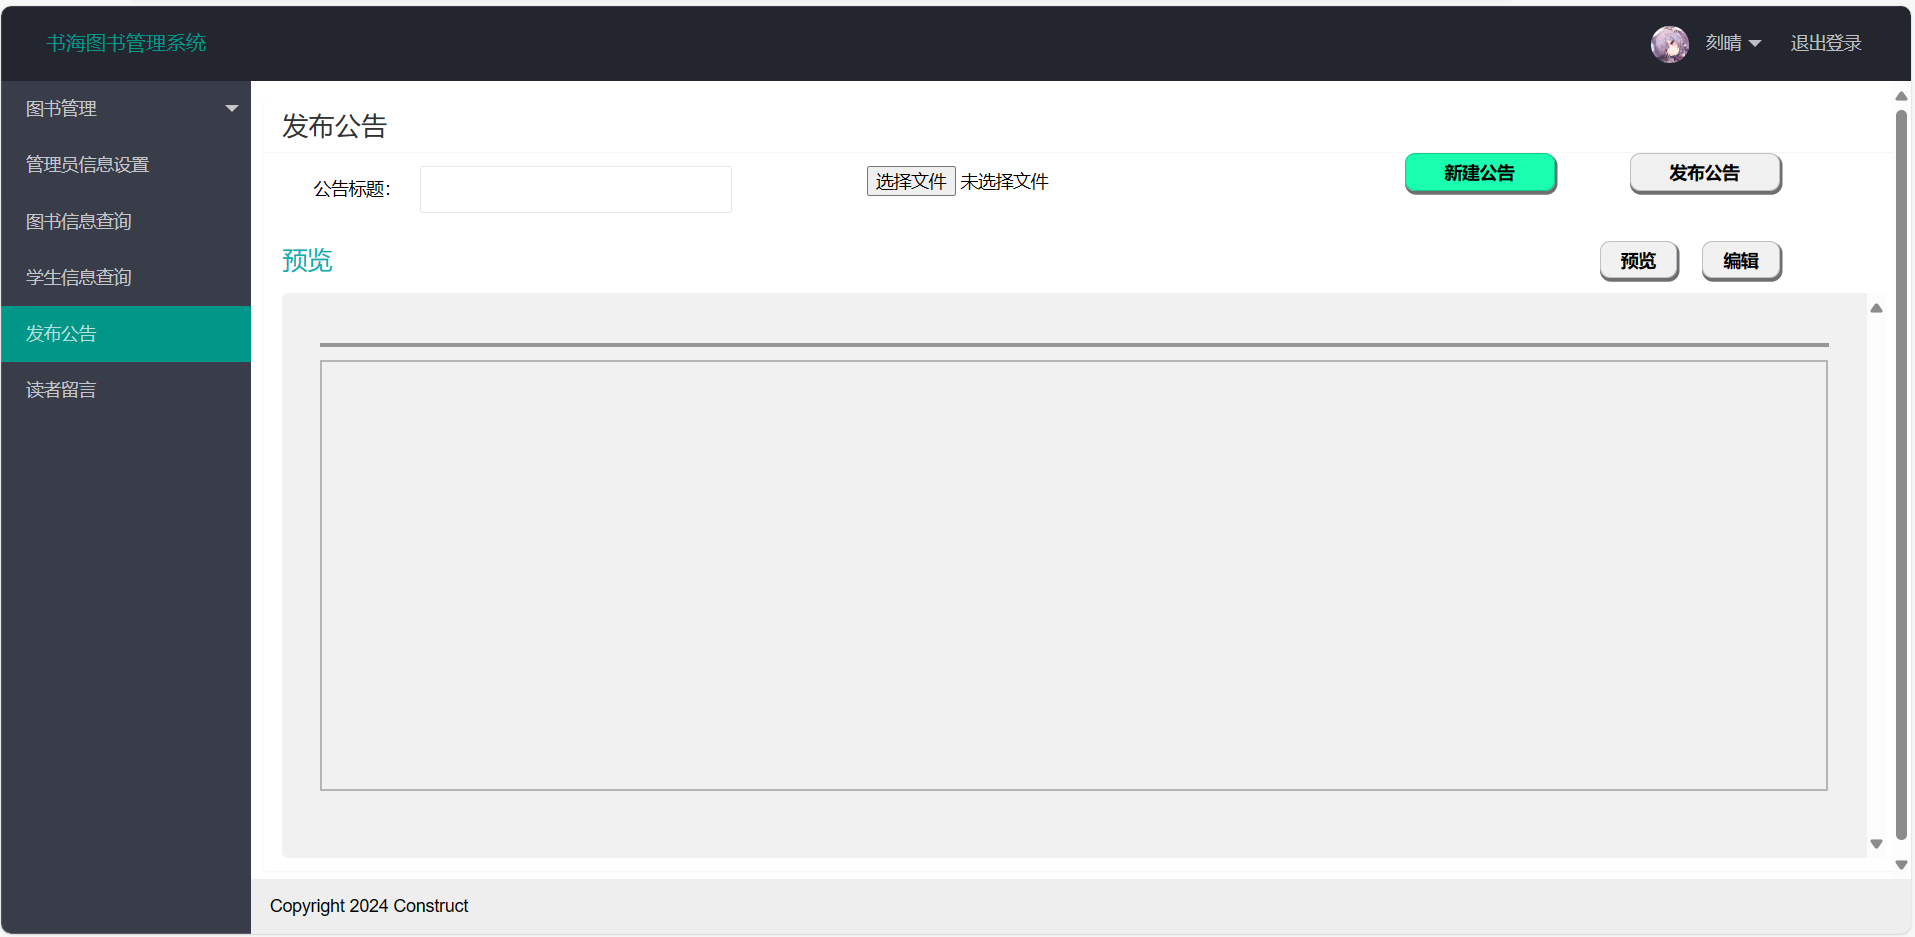 书海图书管理系统
刻晴
退出登录
图书管理
管理员信息设置
图书信息查询
学生信息查询
发布公告
读者留言
发布公告
公告标题：
选择文件 未选择文件
新建公告
发布公告
预览
预览
编辑
Copyright 2024 Construct